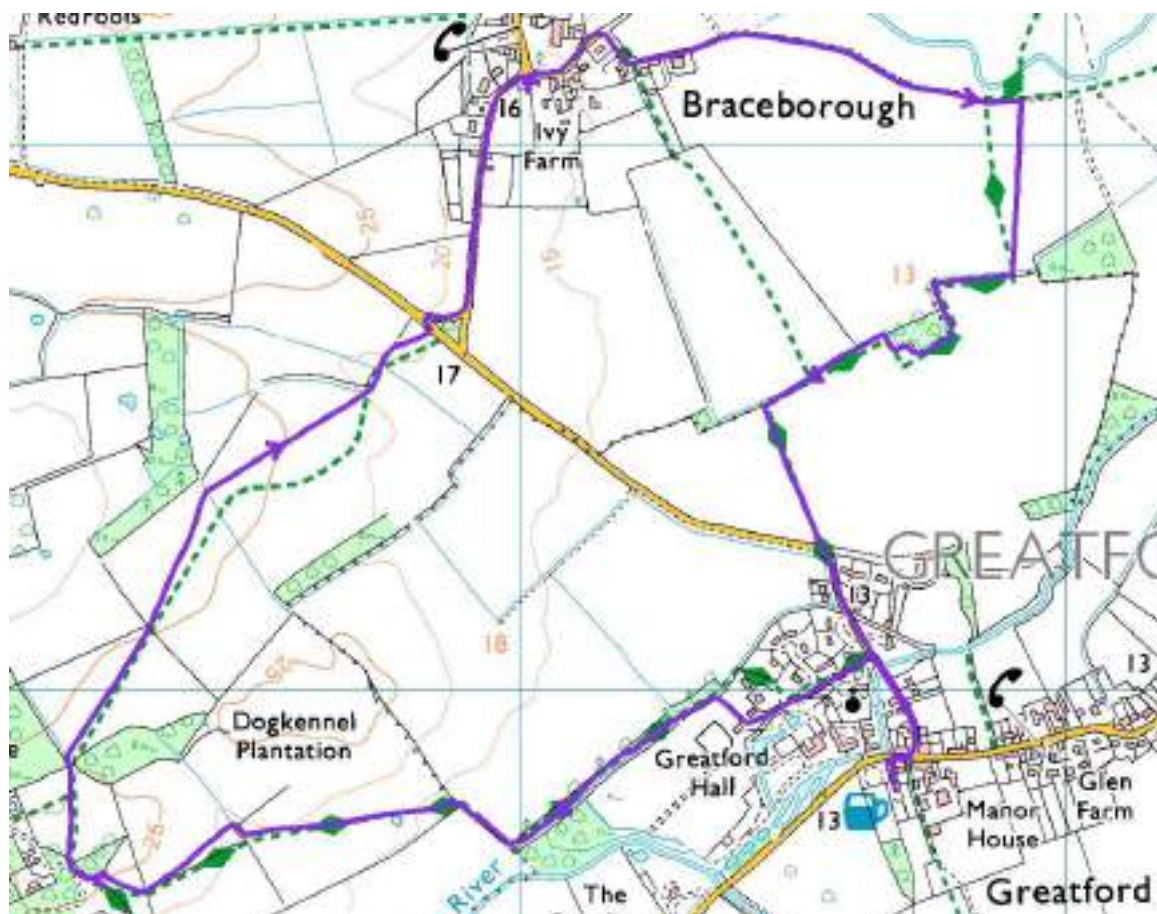 Redroofs
16
Ivy
Farm
Braceborough
25
20
15
13
17
GREATFO
13
18
25
Dogkennel
Plantation
Greatford
Hall
13
13
Manor
House
Glen
Farm
25
River
The
Greatford
e